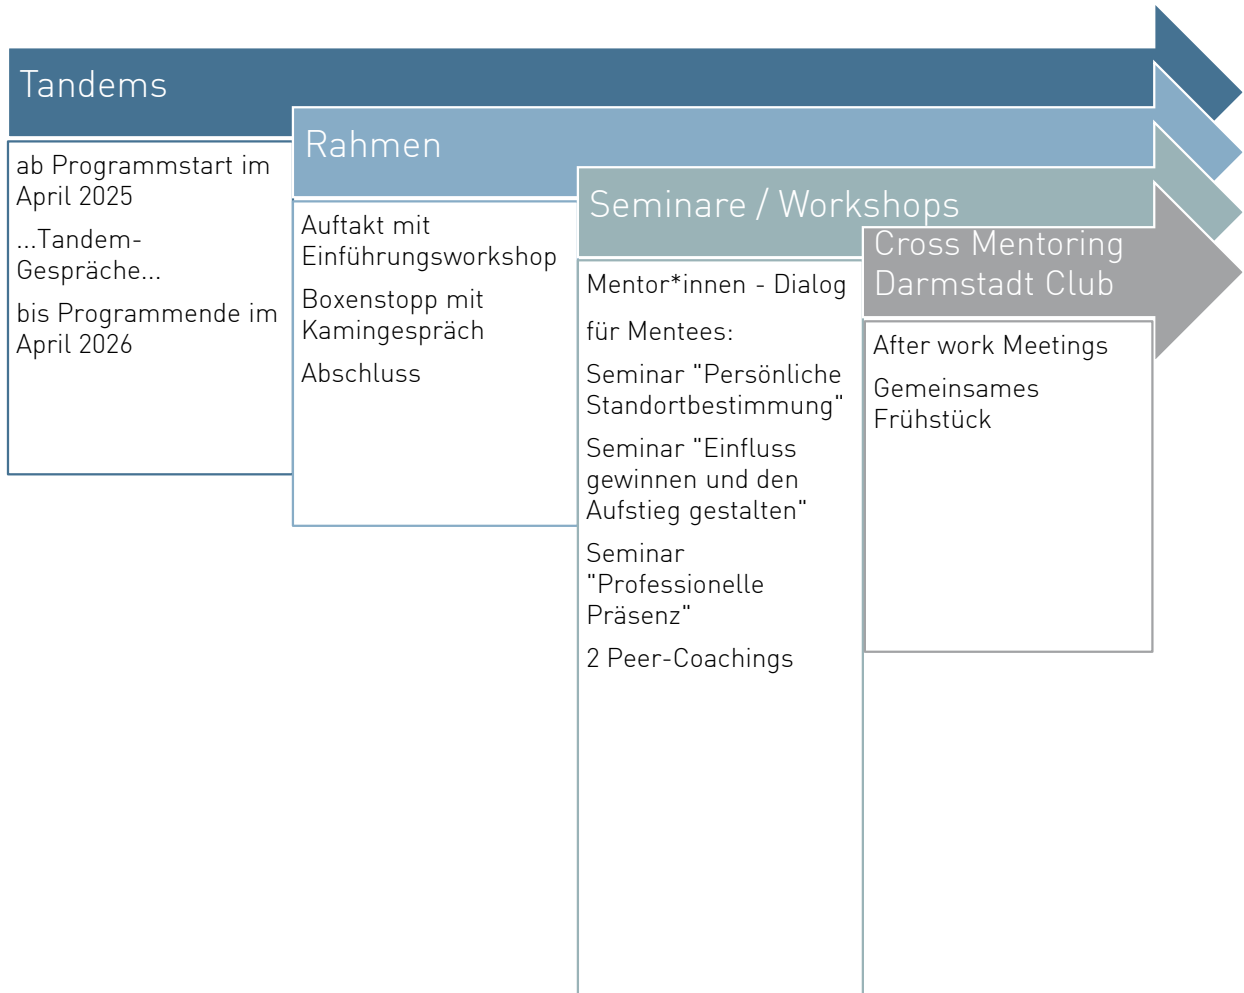 Tandems
ab Programmstart im
April 2025
...Tandem-
Gespräche...
bis Programmende im
April 2026
Rahmen
Auftakt mit
Einführungsworkshop
Boxenstopp mit
Kamingespräch
Abschluss
Seminare / Workshops
Mentor*innen - Dialog
für Mentees:
Seminar "Persönliche
Standortbestimmung"
Seminar "Einfluss
gewinnen und den
Aufstieg gestalten"
Seminar
"Professionelle
Präsenz"
2 Peer-Coachings
Cross Mentoring
Darmstadt Club
After work Meetings
Gemeinsames
Frühstück